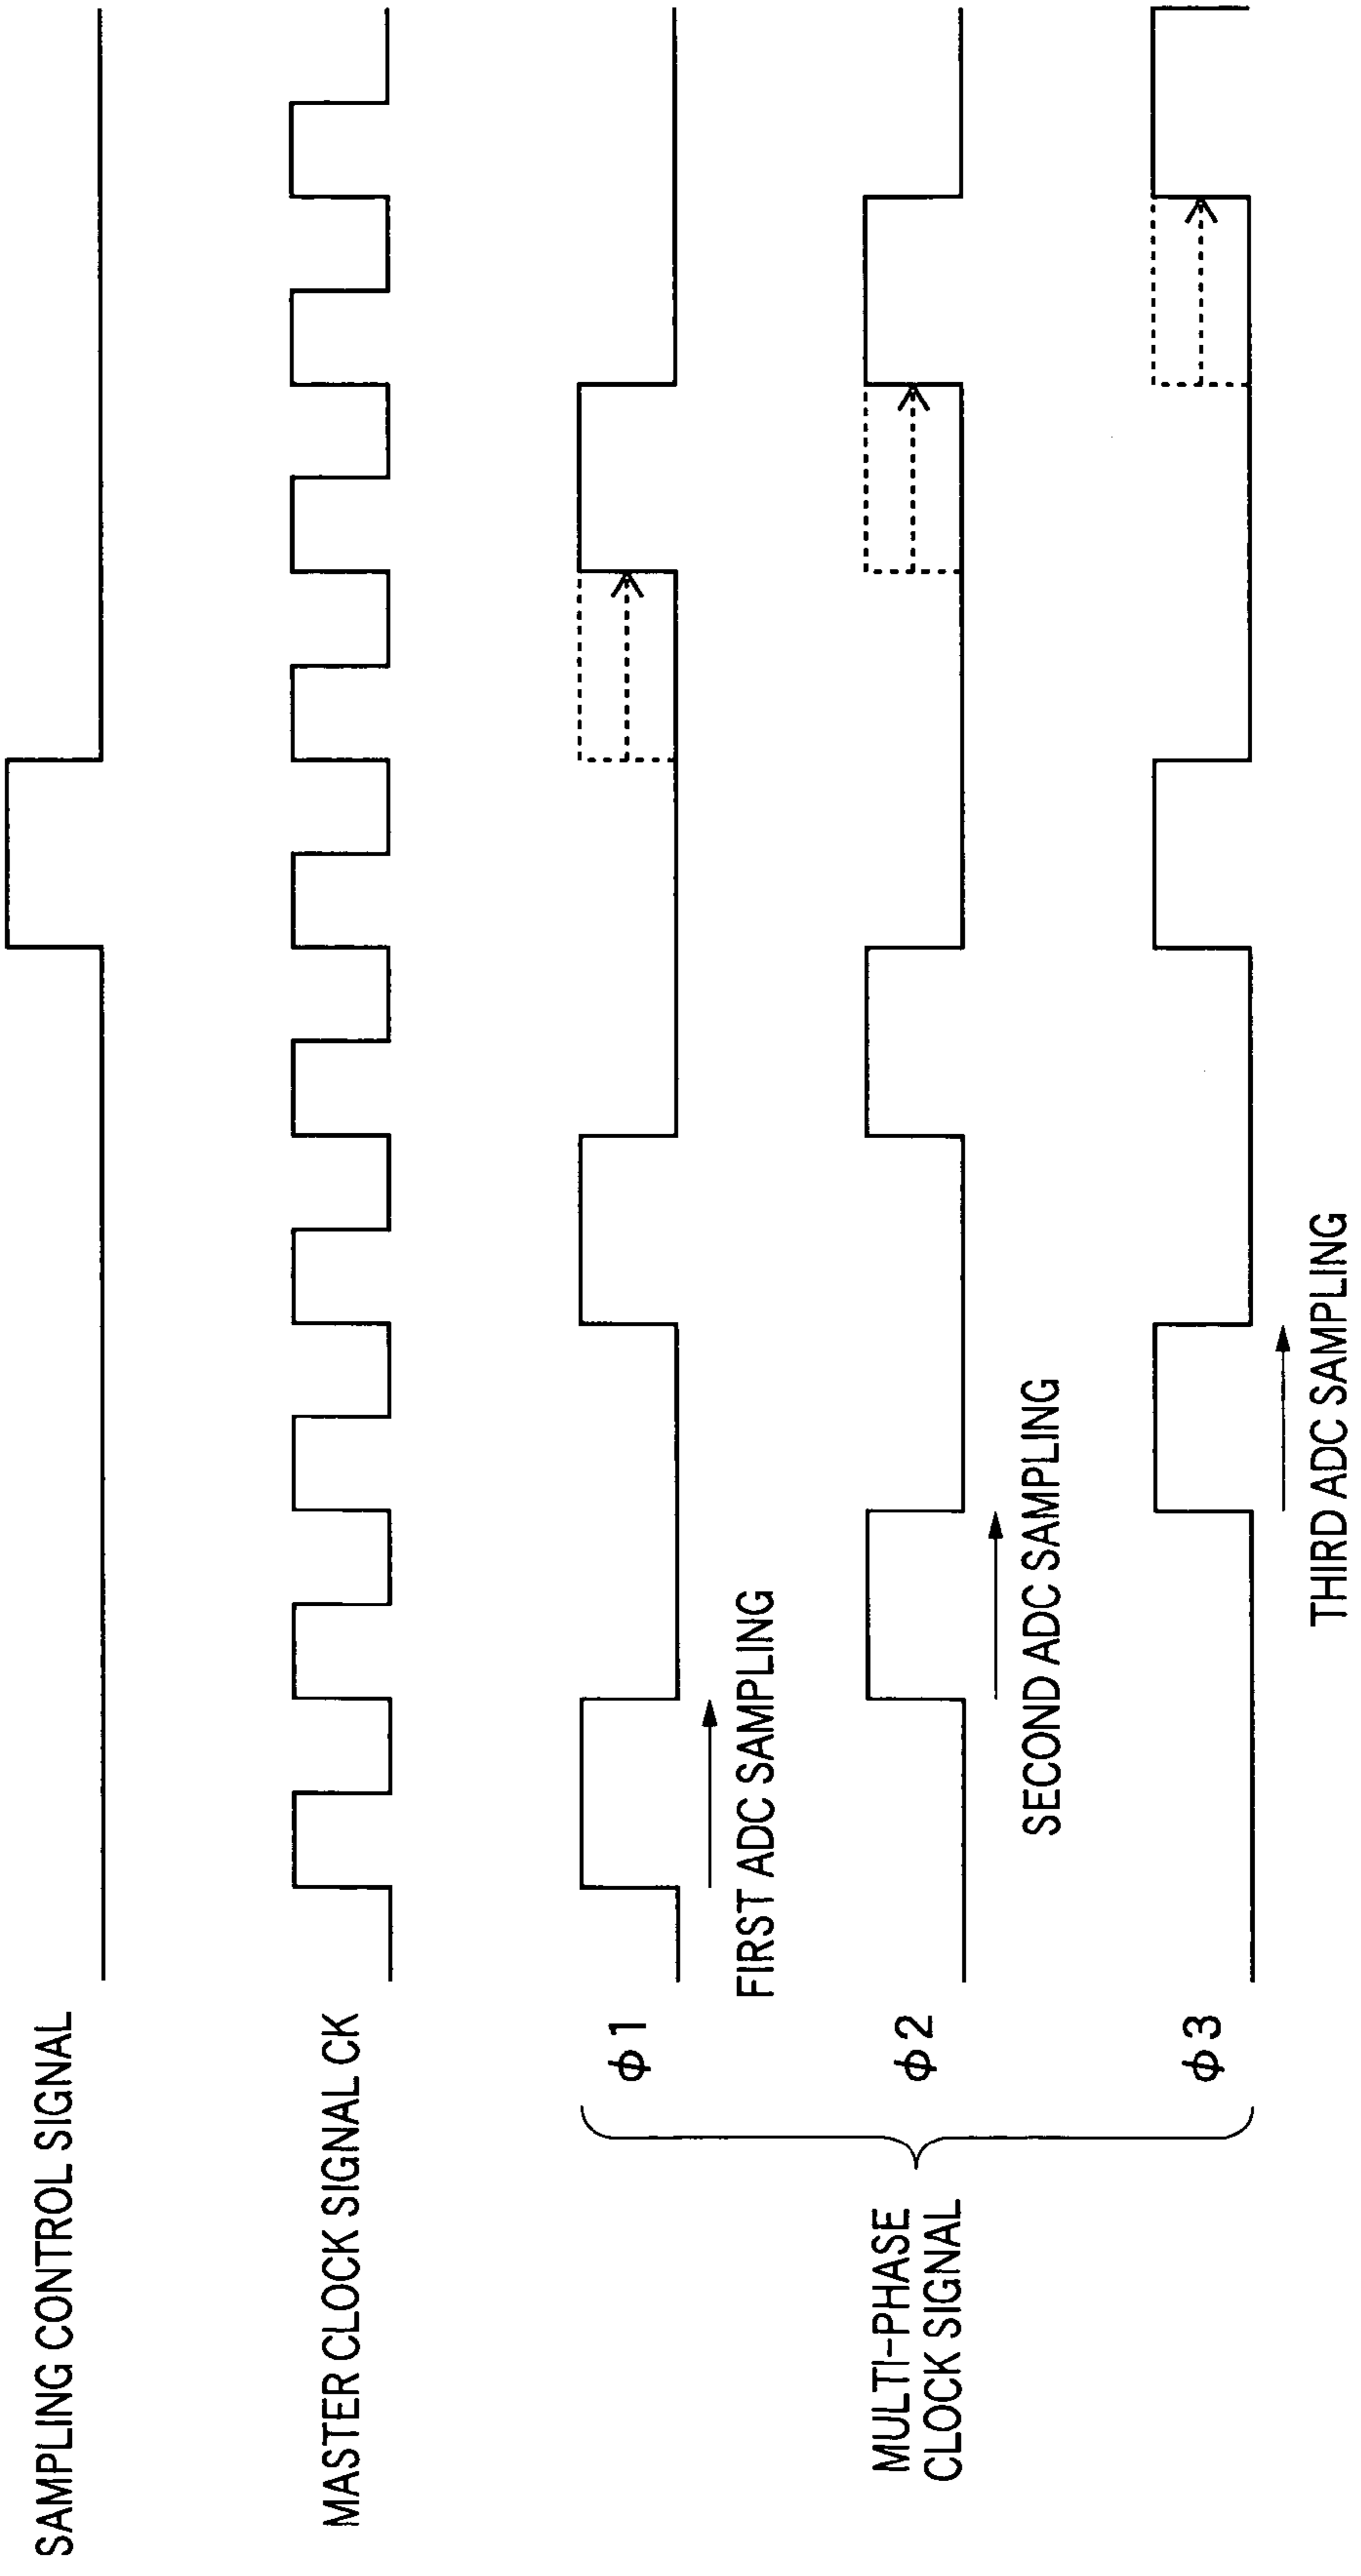 SAMPLING CONTROL SIGNAL
MASTER CLOCK SIGNAL CK
MULTI-PHASE
CLOCK SIGNAL
ϕ1
FIRST ADC SAMPLING
ϕ2
SECOND ADC SAMPLING
ϕ3
THIRD ADC SAMPLING